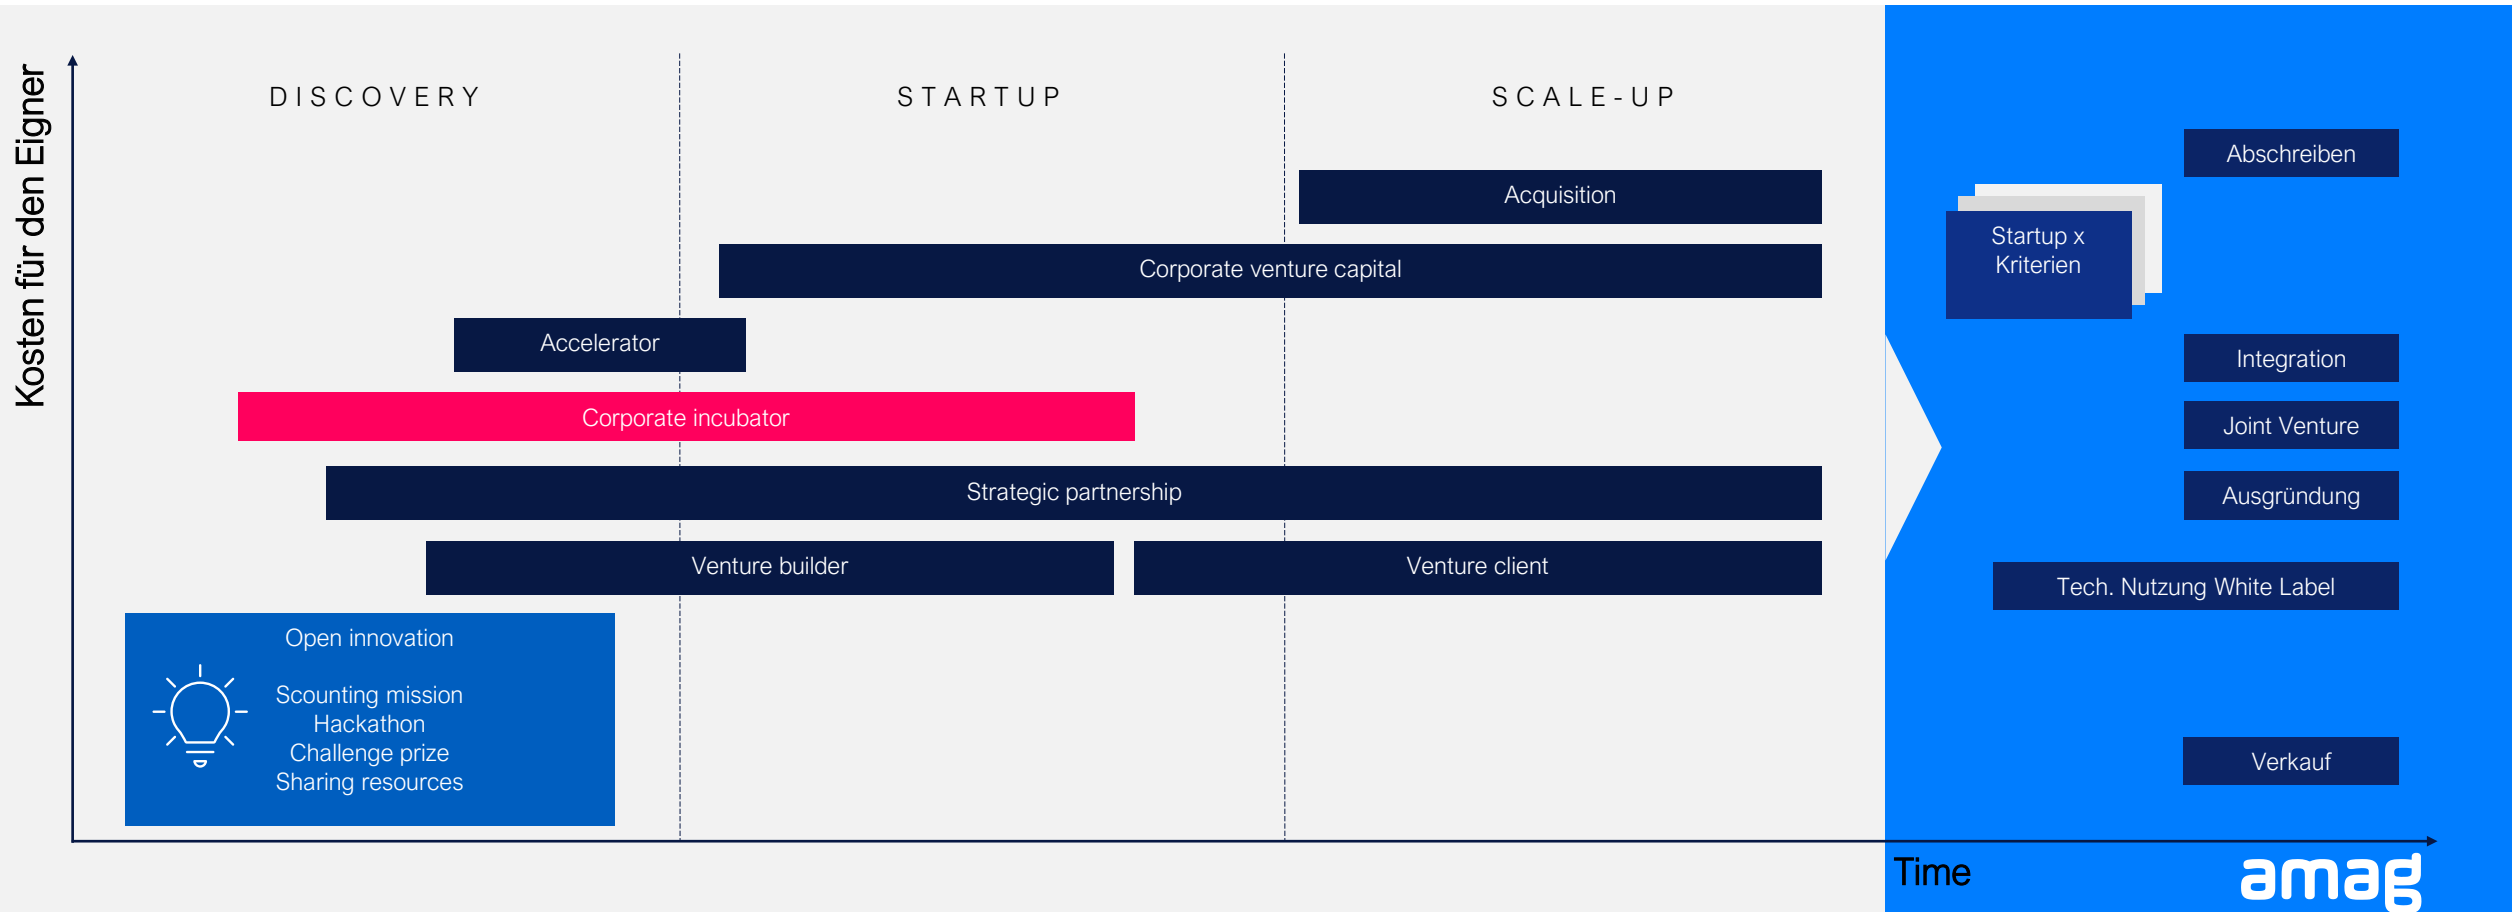 Kosten für den Eigner
DISCOVERY
STARTUP
SCALE-UP
Acquisition
Corporate venture capital
Accelerator
Corporate incubator
Strategic partnership
Venture builder
Venture client
Open innovation
Scounting mission
Hackathon
Challenge prize
Sharing resources
Abschreiben
Startup x
Kriterien
Integration
Joint Venture
Ausgründung
Tech. Nutzung White Label
Verkauf
Time
amag